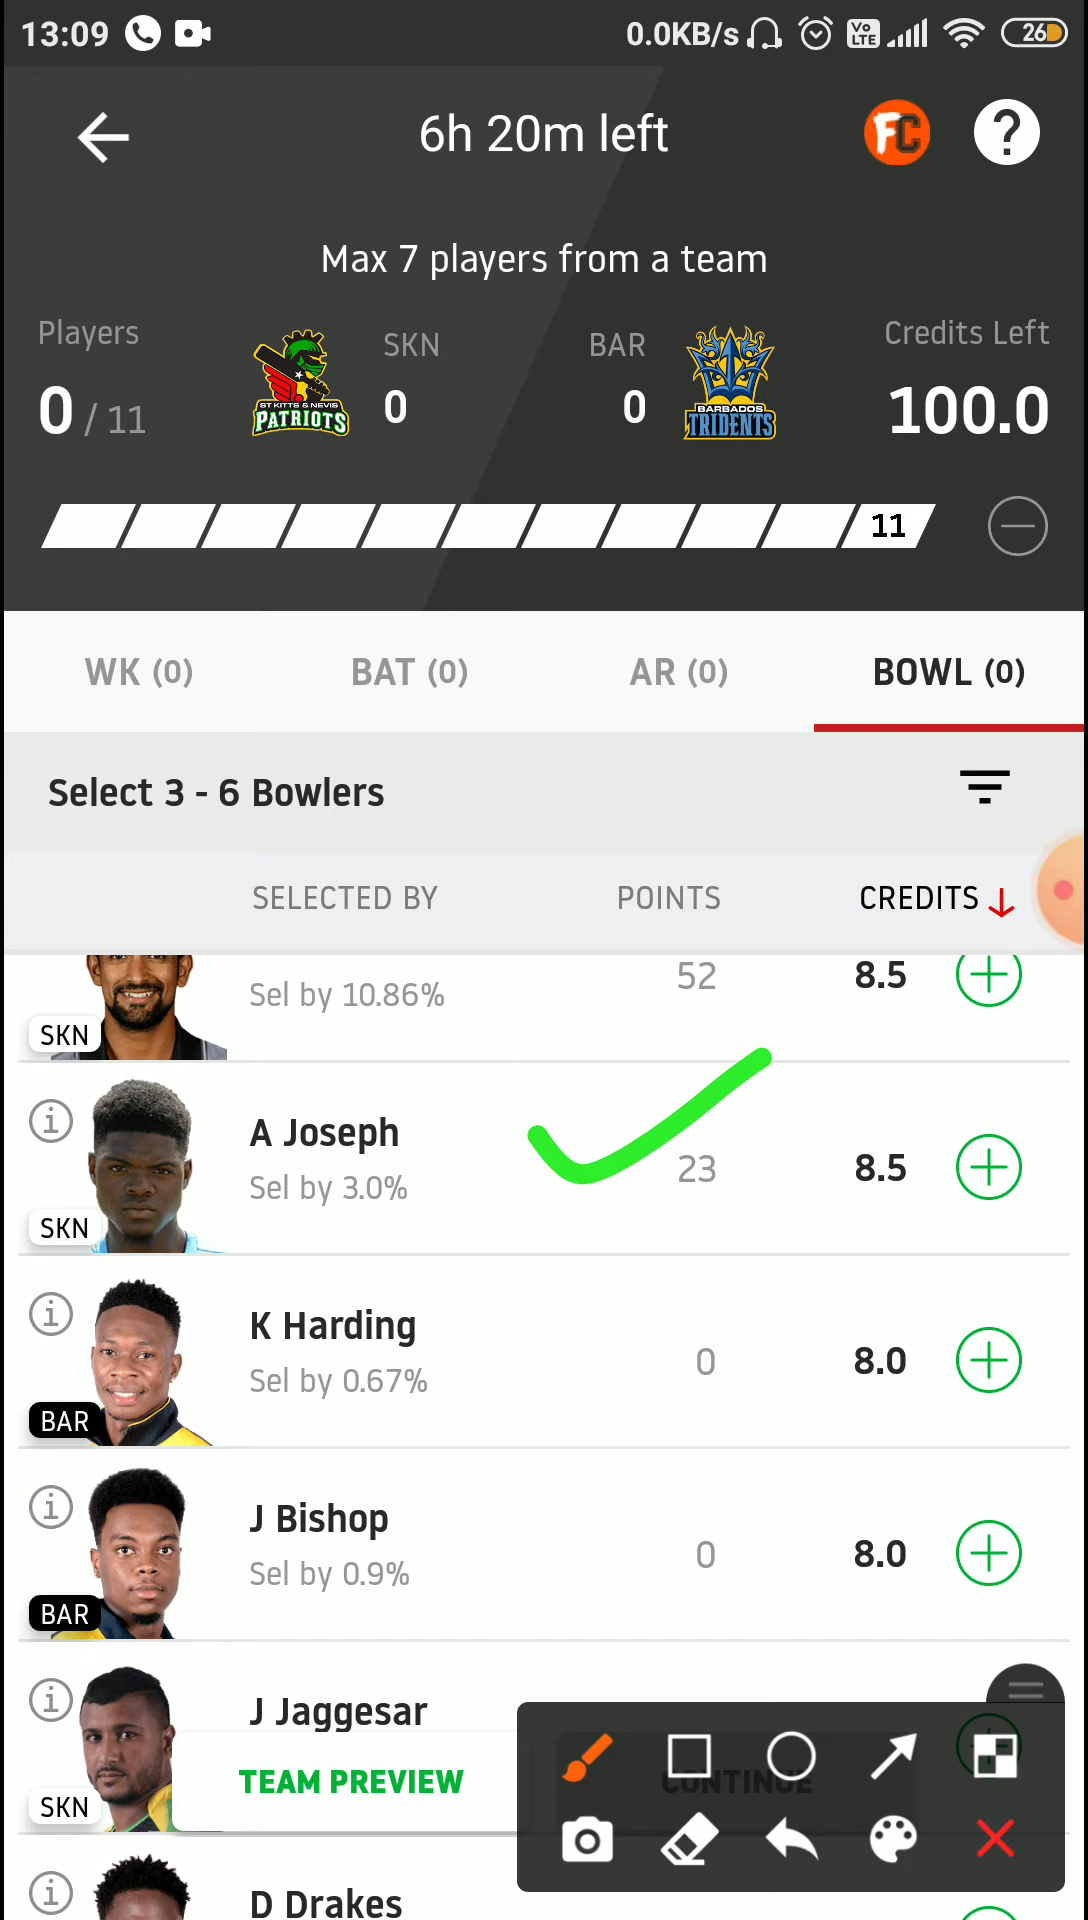 13:09 0.0KB/s Vo LTE 26
6h 20m left FC ?
Max 7 players from a team
Players SKN BAR Credits Left
0 / 11 0 0 100.0
ST KITTS & NEVIS PATRIOTS
BARBADOS TRIDENTS
11
WK (0) BAT (0) AR (0) BOWL (0)
Select 3 - 6 Bowlers
SELECTED BY POINTS CREDITS
Sel by 10.86% 52 8.5
SKN
A Joseph
Sel by 3.0% 23 8.5
SKN
K Harding
Sel by 0.67% 0 8.0
BAR
J Bishop
Sel by 0.9% 0 8.0
BAR
J Jaggesar
SKN
TEAM PREVIEW CONTINUE
D Drakes